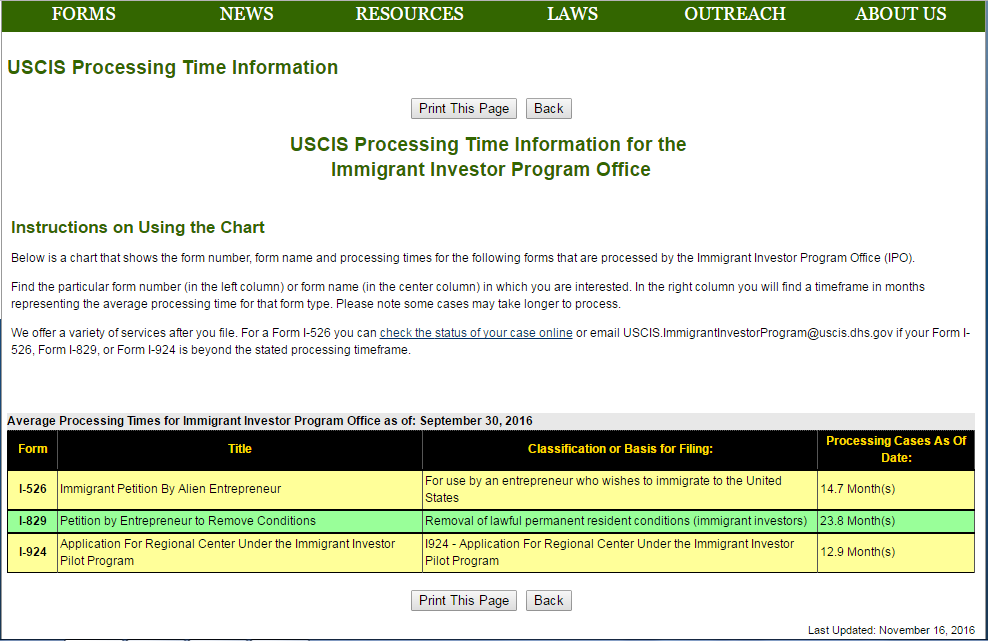 FORMS NEWS RESOURCES LAWS OUTREACH ABOUT US
USCIS Processing Time Information
Print This Page Back
USCIS Processing Time Information for the
Immigrant Investor Program Office
Instructions on Using the Chart
Below is a chart that shows the form number, form name and processing times for the following forms that are processed by the Immigrant Investor Program Office (IPO).
Find the particular form number (in the left column) or form name (in the center column) in which you are interested. In the right column you will find a timeframe in months
representing the average processing time for that form type. Please note some cases may take longer to process.
We offer a variety of services after you file. For a Form I-526 you can check the status of your case online or email USCIS.ImmigrantInvestorProgram@uscis.dhs.gov if your Form I-
526, Form I-829, or Form I-924 is beyond the stated processing timeframe.
Average Processing Times for Immigrant Investor Program Office as of: September 30, 2016
Form Title Classification or Basis for Filing: Processing Cases As Of
Date:
I-526 Immigrant Petition By Alien Entrepreneur For use by an entrepreneur who wishes to immigrate to the United
States 14.7 Month(s)
I-829 Petition by Entrepreneur to Remove Conditions Removal of lawful permanent resident conditions (immigrant investors) 23.8 Month(s)
I-924 Application For Regional Center Under the Immigrant Investor
Pilot Program I924 - Application For Regional Center Under the Immigrant Investor
Pilot Program 12.9 Month(s)
Print This Page Back
Last Updated: November 16, 2016